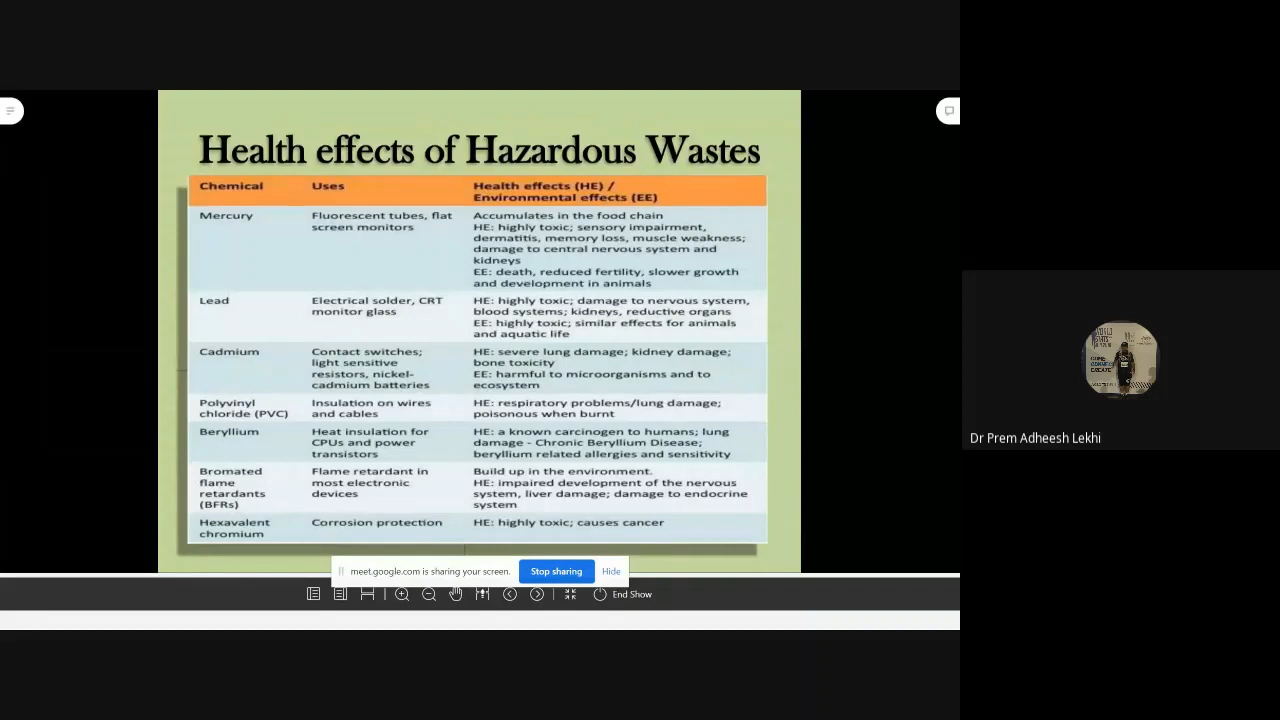 Health effects of Hazardous Wastes
Chemical Uses Health effects (HE) /
Environmental effects (EE)
Mercury Fluorescent tubes, flat Accumulates in the food chain
screen monitors HE: highly toxic; sensory impairment,
dermatitis, memory loss, muscle weakness;
damage to central nervous system and
kidneys
EE: death, reduced fertility, slower growth
and development in animals
Lead Electrical solder, CRT HE: highly toxic; damage to nervous system,
monitor glass blood systems; kidneys, reductive organs
EE: highly toxic; similar effects for animals
and aquatic life
Cadmium Contact switches; HE: severe lung damage; kidney damage;
light sensitive bone toxicity
resistors, nickel- EE: harmful to microorganisms and to
cadmium batteries ecosystem
Polyvinyl Insulation on wires HE: respiratory problems/lung damage;
chloride (PVC) and cables poisonous when burnt
Beryllium Heat insulation for HE: a known carcinogen to humans; lung
CPUs and power damage - Chronic Beryllium Disease;
transistors beryllium related allergies and sensitivity
Bromated Flame retardant in Build up in the environment.
flame most electronic HE: impaired development of the nervous
retardants devices system, liver damage; damage to endocrine
(BFRs) system
Hexavalent Corrosion protection HE: highly toxic; causes cancer
chromium
meet.google.com is sharing your screen. Stop sharing Hide
End Show
Dr Prem Adheesh Lekhi